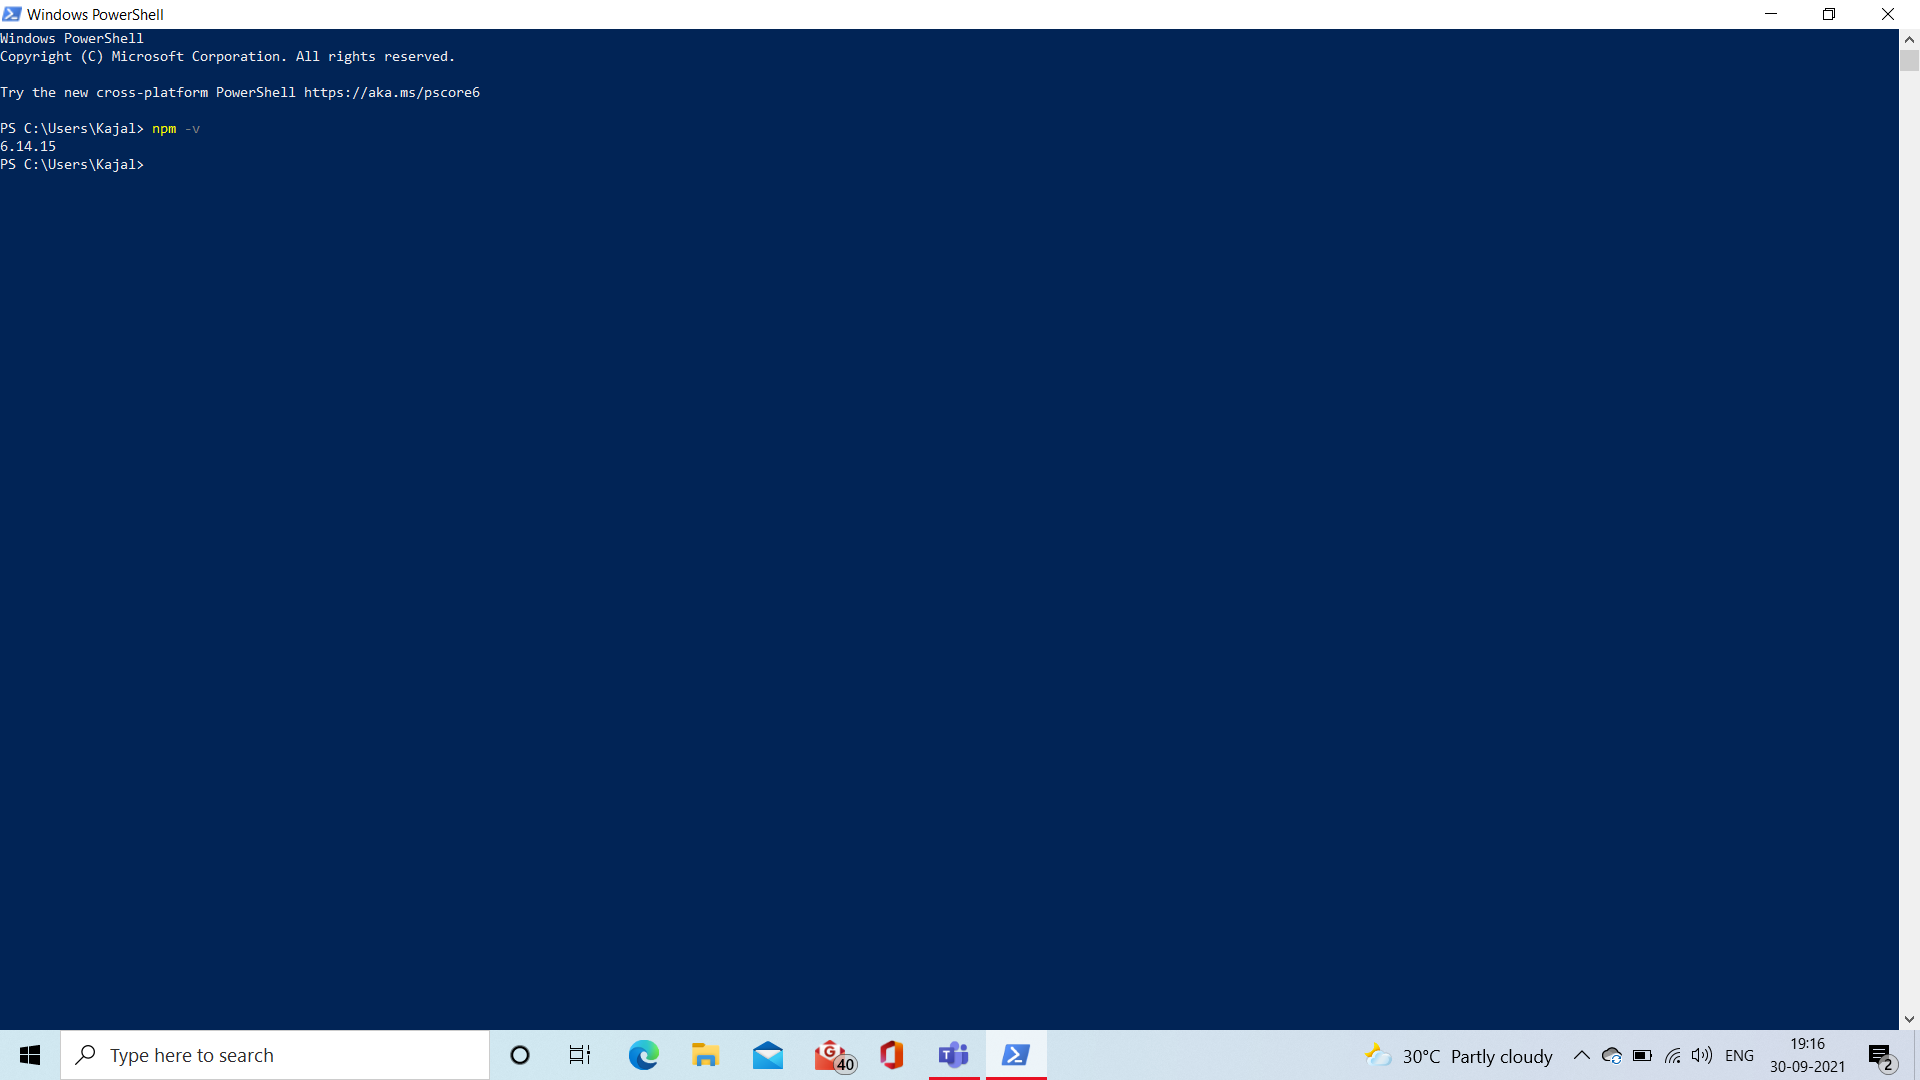 Windows PowerShell
Windows PowerShell
Copyright (C) Microsoft Corporation. All rights reserved.
Try the new cross-platform PowerShell https://aka.ms/pscore6
PS C:\Users\Kajal> npm -v
6.14.15
PS C:\Users\Kajal>
Type here to search
G
40
T
30°C Partly cloudy
ENG
19:16
30-09-2021
2